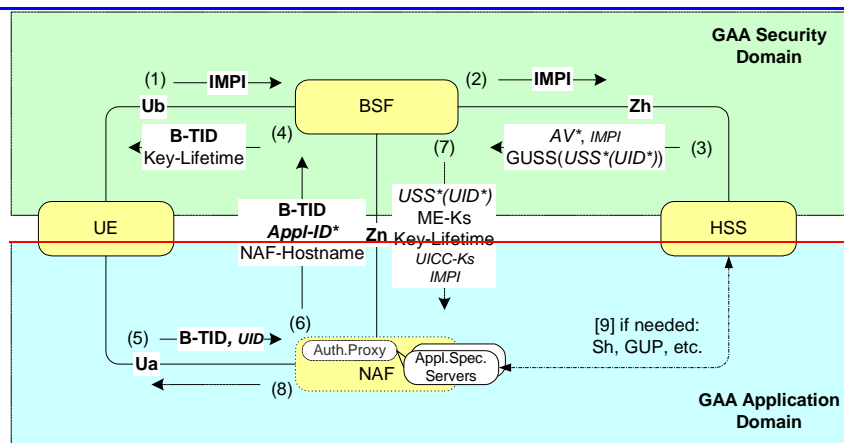 GAA Security
Domain
(1)
IMPI
(2)
IMPI
Ub
BSF
Zh
B-TID
Key-Lifetime
(4)
(7)
AV*, IMPI
GUSS(USS*(UID*))
(3)
UE
B-TID
Appl-ID*
NAF-Hostname
Zn
USS*(UID*)
ME-Ks
Key-Lifetime
UICC-Ks
IMPI
HSS
(5)
B-TID, UID
(6)
Ua
(8)
Auth.Proxy
NAF
Appl.Spec.
Servers
[9] if needed:
Sh, GUP, etc.
GAA Application
Domain